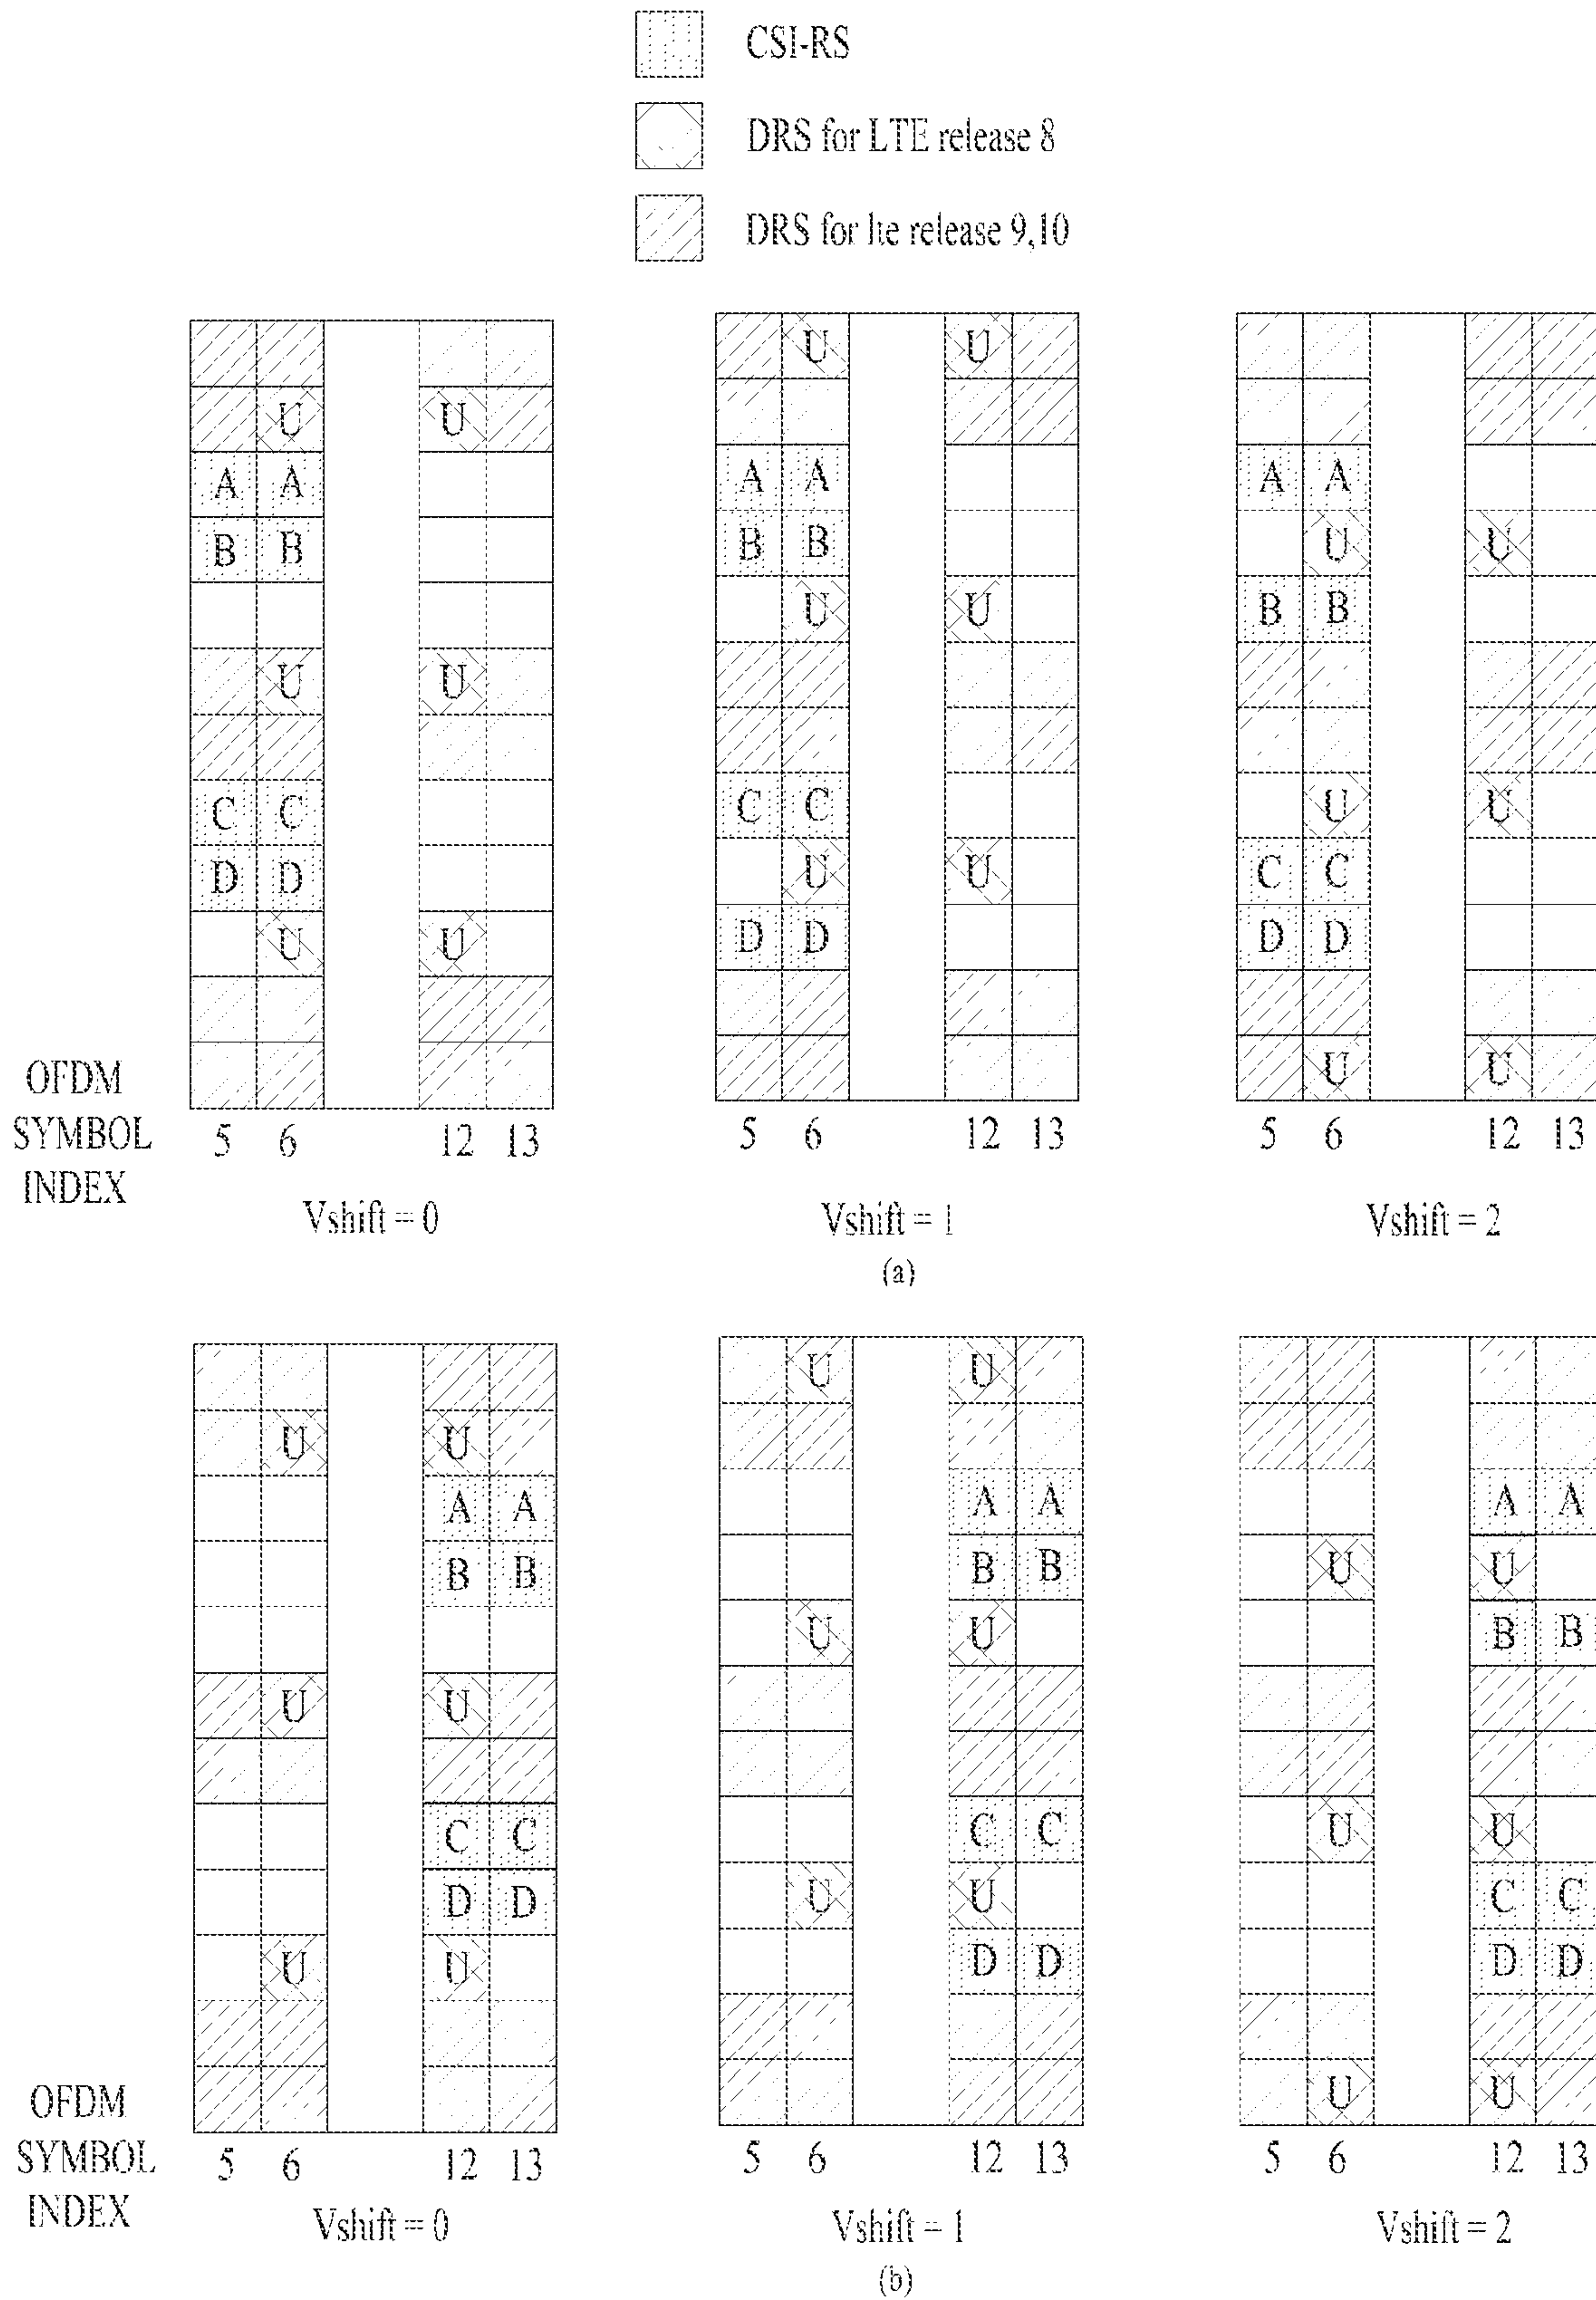 CSI-RS
DRS for LTE release 8
DRS for lte release 9,10
U U
U U
A A A A A A
B B B B U U
U U B B
U U
C C C C U U
D D U U C C
U U D D D D
U U
OFDM
SYMBOL
INDEX
5 6 12 13 5 6 12 13 5 6 12 13
Vshift = 0 Vshift = 1 Vshift = 2
(a)
U U
U U
A A A A A A
B B B B U U
U U B B
U U
C C C C U U
D D U U C C
U U D D D D
U U
OFDM
SYMBOL
INDEX
5 6 12 13 5 6 12 13 5 6 12 13
Vshift = 0 Vshift = 1 Vshift = 2
(b)